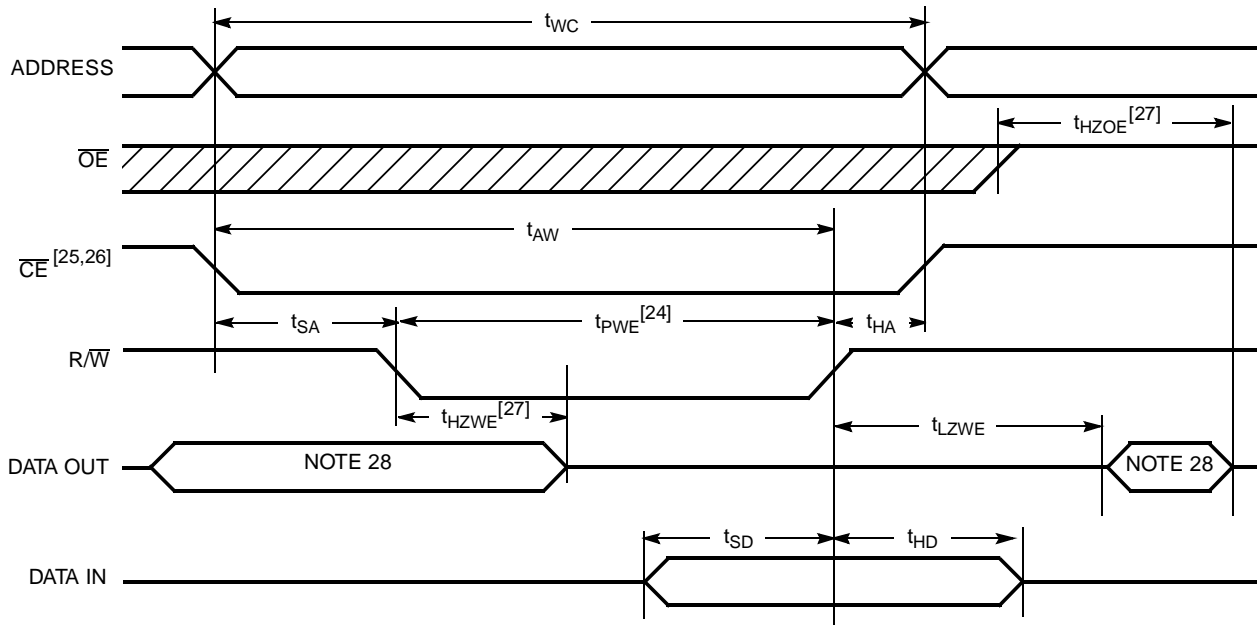 tWC
ADDRESS
tHZOE[27]
OE
tAW
CE [25,26]
tSA
tPWE[24]
tHA
R/W
tHZWE[27]
tLZWE
DATA OUT
NOTE 28
NOTE 28
tSD
tHD
DATA IN